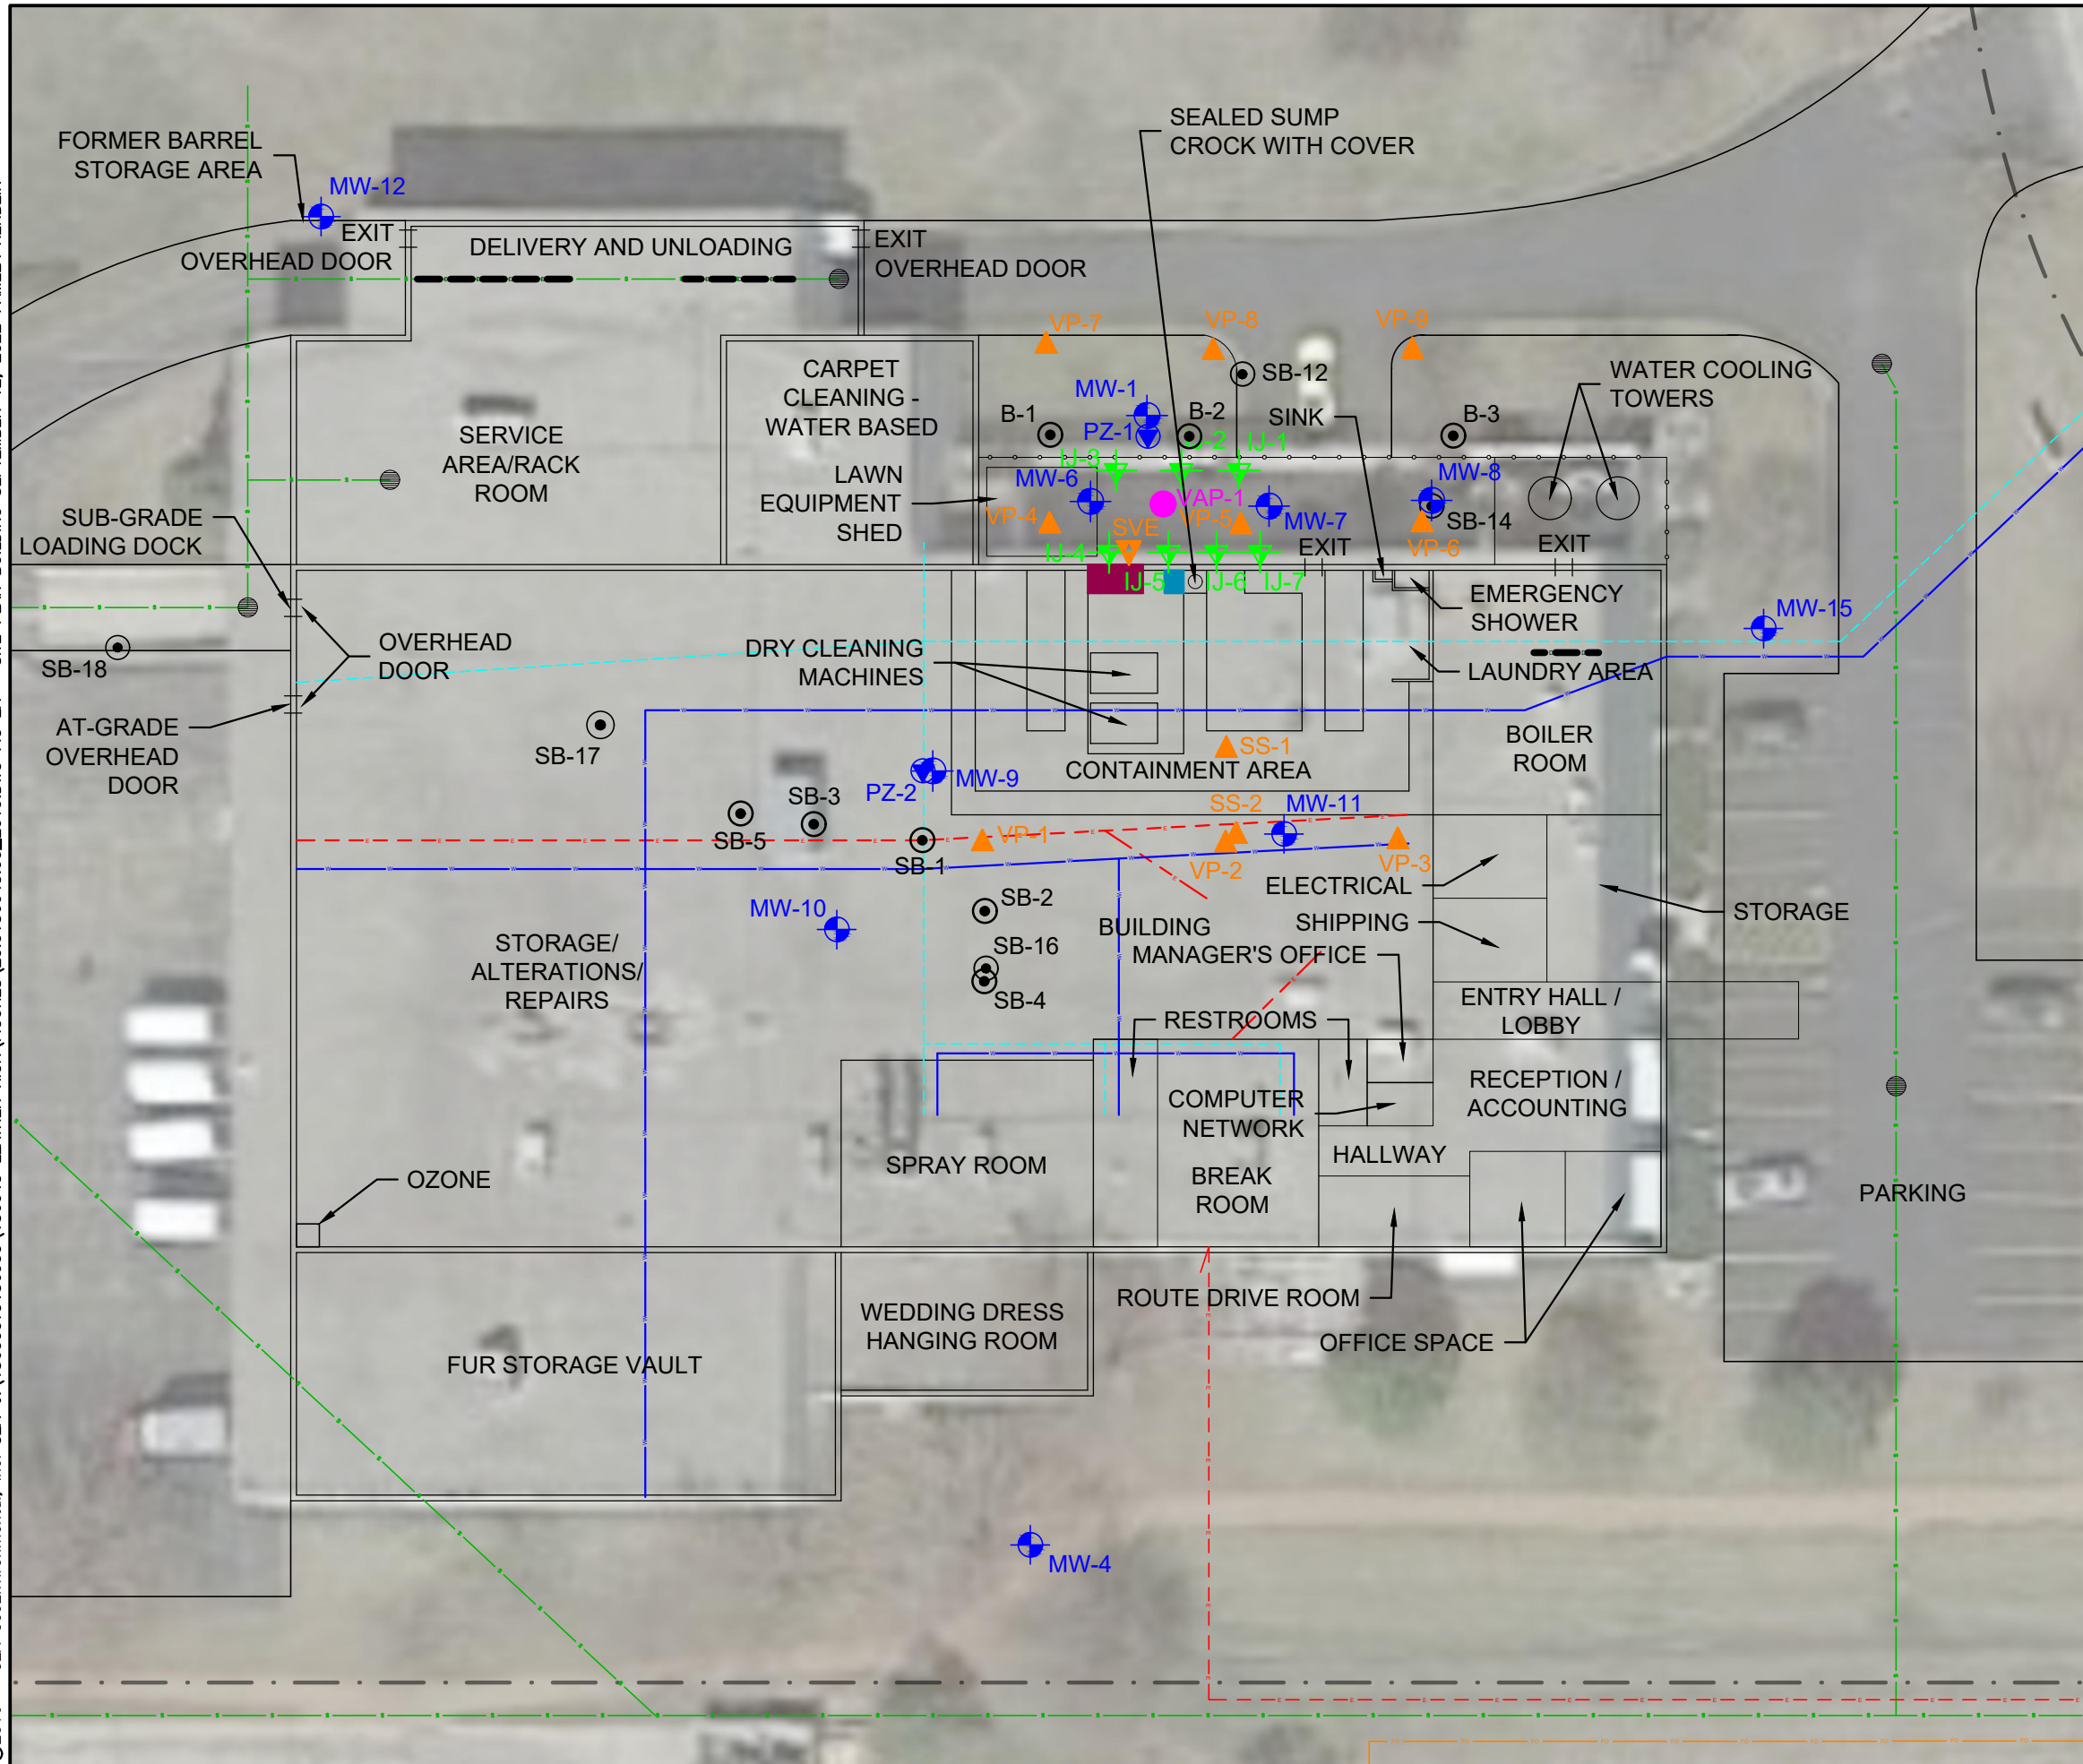 SEALED SUMP
CROCK WITH COVER
FORMER BARREL
STORAGE AREA
MW-12
EXIT
OVERHEAD DOOR
DELIVERY AND UNLOADING
EXIT
OVERHEAD DOOR
VP-7
VP-8
VP-9
CARPET
CLEANING -
WATER BASED
SB-12
WATER COOLING
TOWERS
MW-1
B-1
B-2
SINK
B-3
PZ-1
IJ-1
IJ-3
SERVICE
AREA/RACK
ROOM
LAWN
EQUIPMENT
SHED
MW-6
VAP-1
MW-8
VP-4
SVE
VP-5
MW-7
SB-14
VP-6
SUB-GRADE
LOADING DOCK
IJ-4
EXIT
EXIT
IJ-5
IJ-6
IJ-7
EMERGENCY
SHOWER
MW-15
SB-18
OVERHEAD
DOOR
DRY CLEANING
MACHINES
LAUNDRY AREA
AT-GRADE
OVERHEAD
DOOR
SB-17
BOILER
ROOM
SS-1
CONTAINMENT AREA
PZ-2
MW-9
SB-3
SS-2
MW-11
SB-5
SB-1
VP-1
VP-2
VP-3
ELECTRICAL
SB-2
MW-10
BUILDING
SHIPPING
STORAGE
STORAGE/
ALTERATIONS/
REPAIRS
SB-16
MANAGER'S OFFICE
SB-4
ENTRY HALL /
LOBBY
RESTROOMS
RECEPTION /
ACCOUNTING
COMPUTER
NETWORK
SPRAY ROOM
HALLWAY
OZONE
BREAK
ROOM
PARKING
ROUTE DRIVE ROOM
WEDDING DRESS
HANGING ROOM
OFFICE SPACE
FUR STORAGE VAULT
MW-4